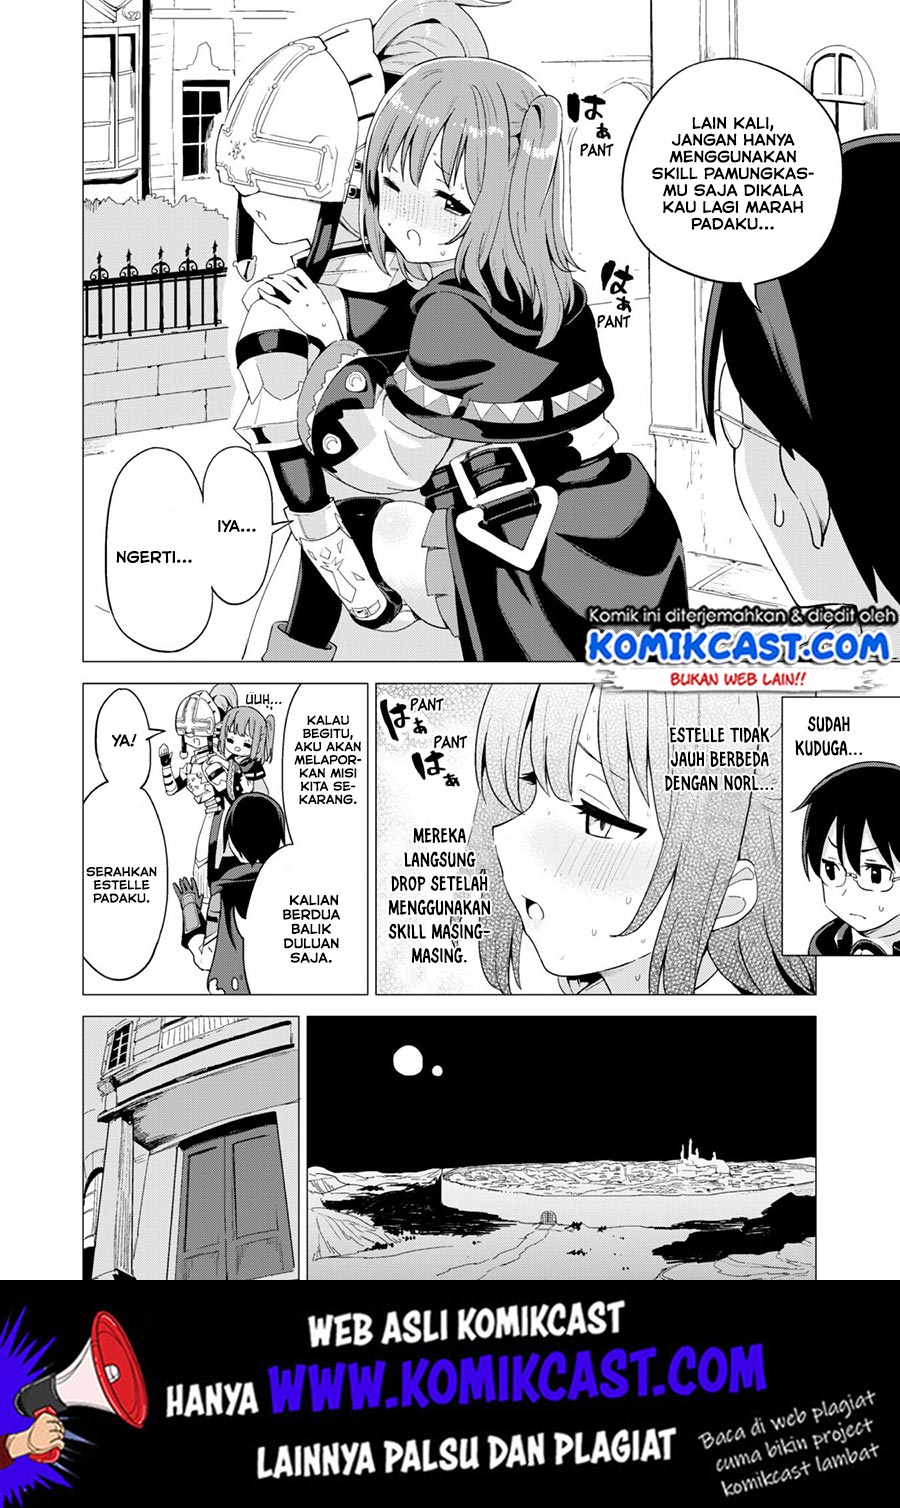 LAIN KALI,
JANGAN HANYA
MENGGUNAKAN
SKILL PAMUNGKAS-
MU SAJA DIKALA
KAU LAGI MARAH
PADAKU...
はぁ
PANT
はぁ
PANT
IYA...
NGERTI...
Komik ini diterjemahkan & diedit oleh
KOMIKCAST.COM
BUKAN WEB LAIN!!
SUDAH
KUDUGA...
ESTELLE TIDAK
JAUH BERBEDA
DENGAN NORL...
はぁ
PANT
はぁ
PANT
MEREKA
LANGSUNG
DROP SETELAH
MENGGUNAKAN
SKILL MASING-
MASING.
KALAU
BEGITU,
AKU AKAN
MELAPOR-
KAN MISI
KITA SE-
KARANG.
KALIAN
BERDUA
BALIK
DULUAN
SAJA.
UUH...
YA!
SERAHKAN
ESTELLE
PADAKU.
WEB ASLI KOMIKCAST
HANYA WWW.KOMIKCAST.COM
LAINNYA PALSU DAN PLAGIAT
Baca di web plagiat
cuma bikin project
komikcast lambat